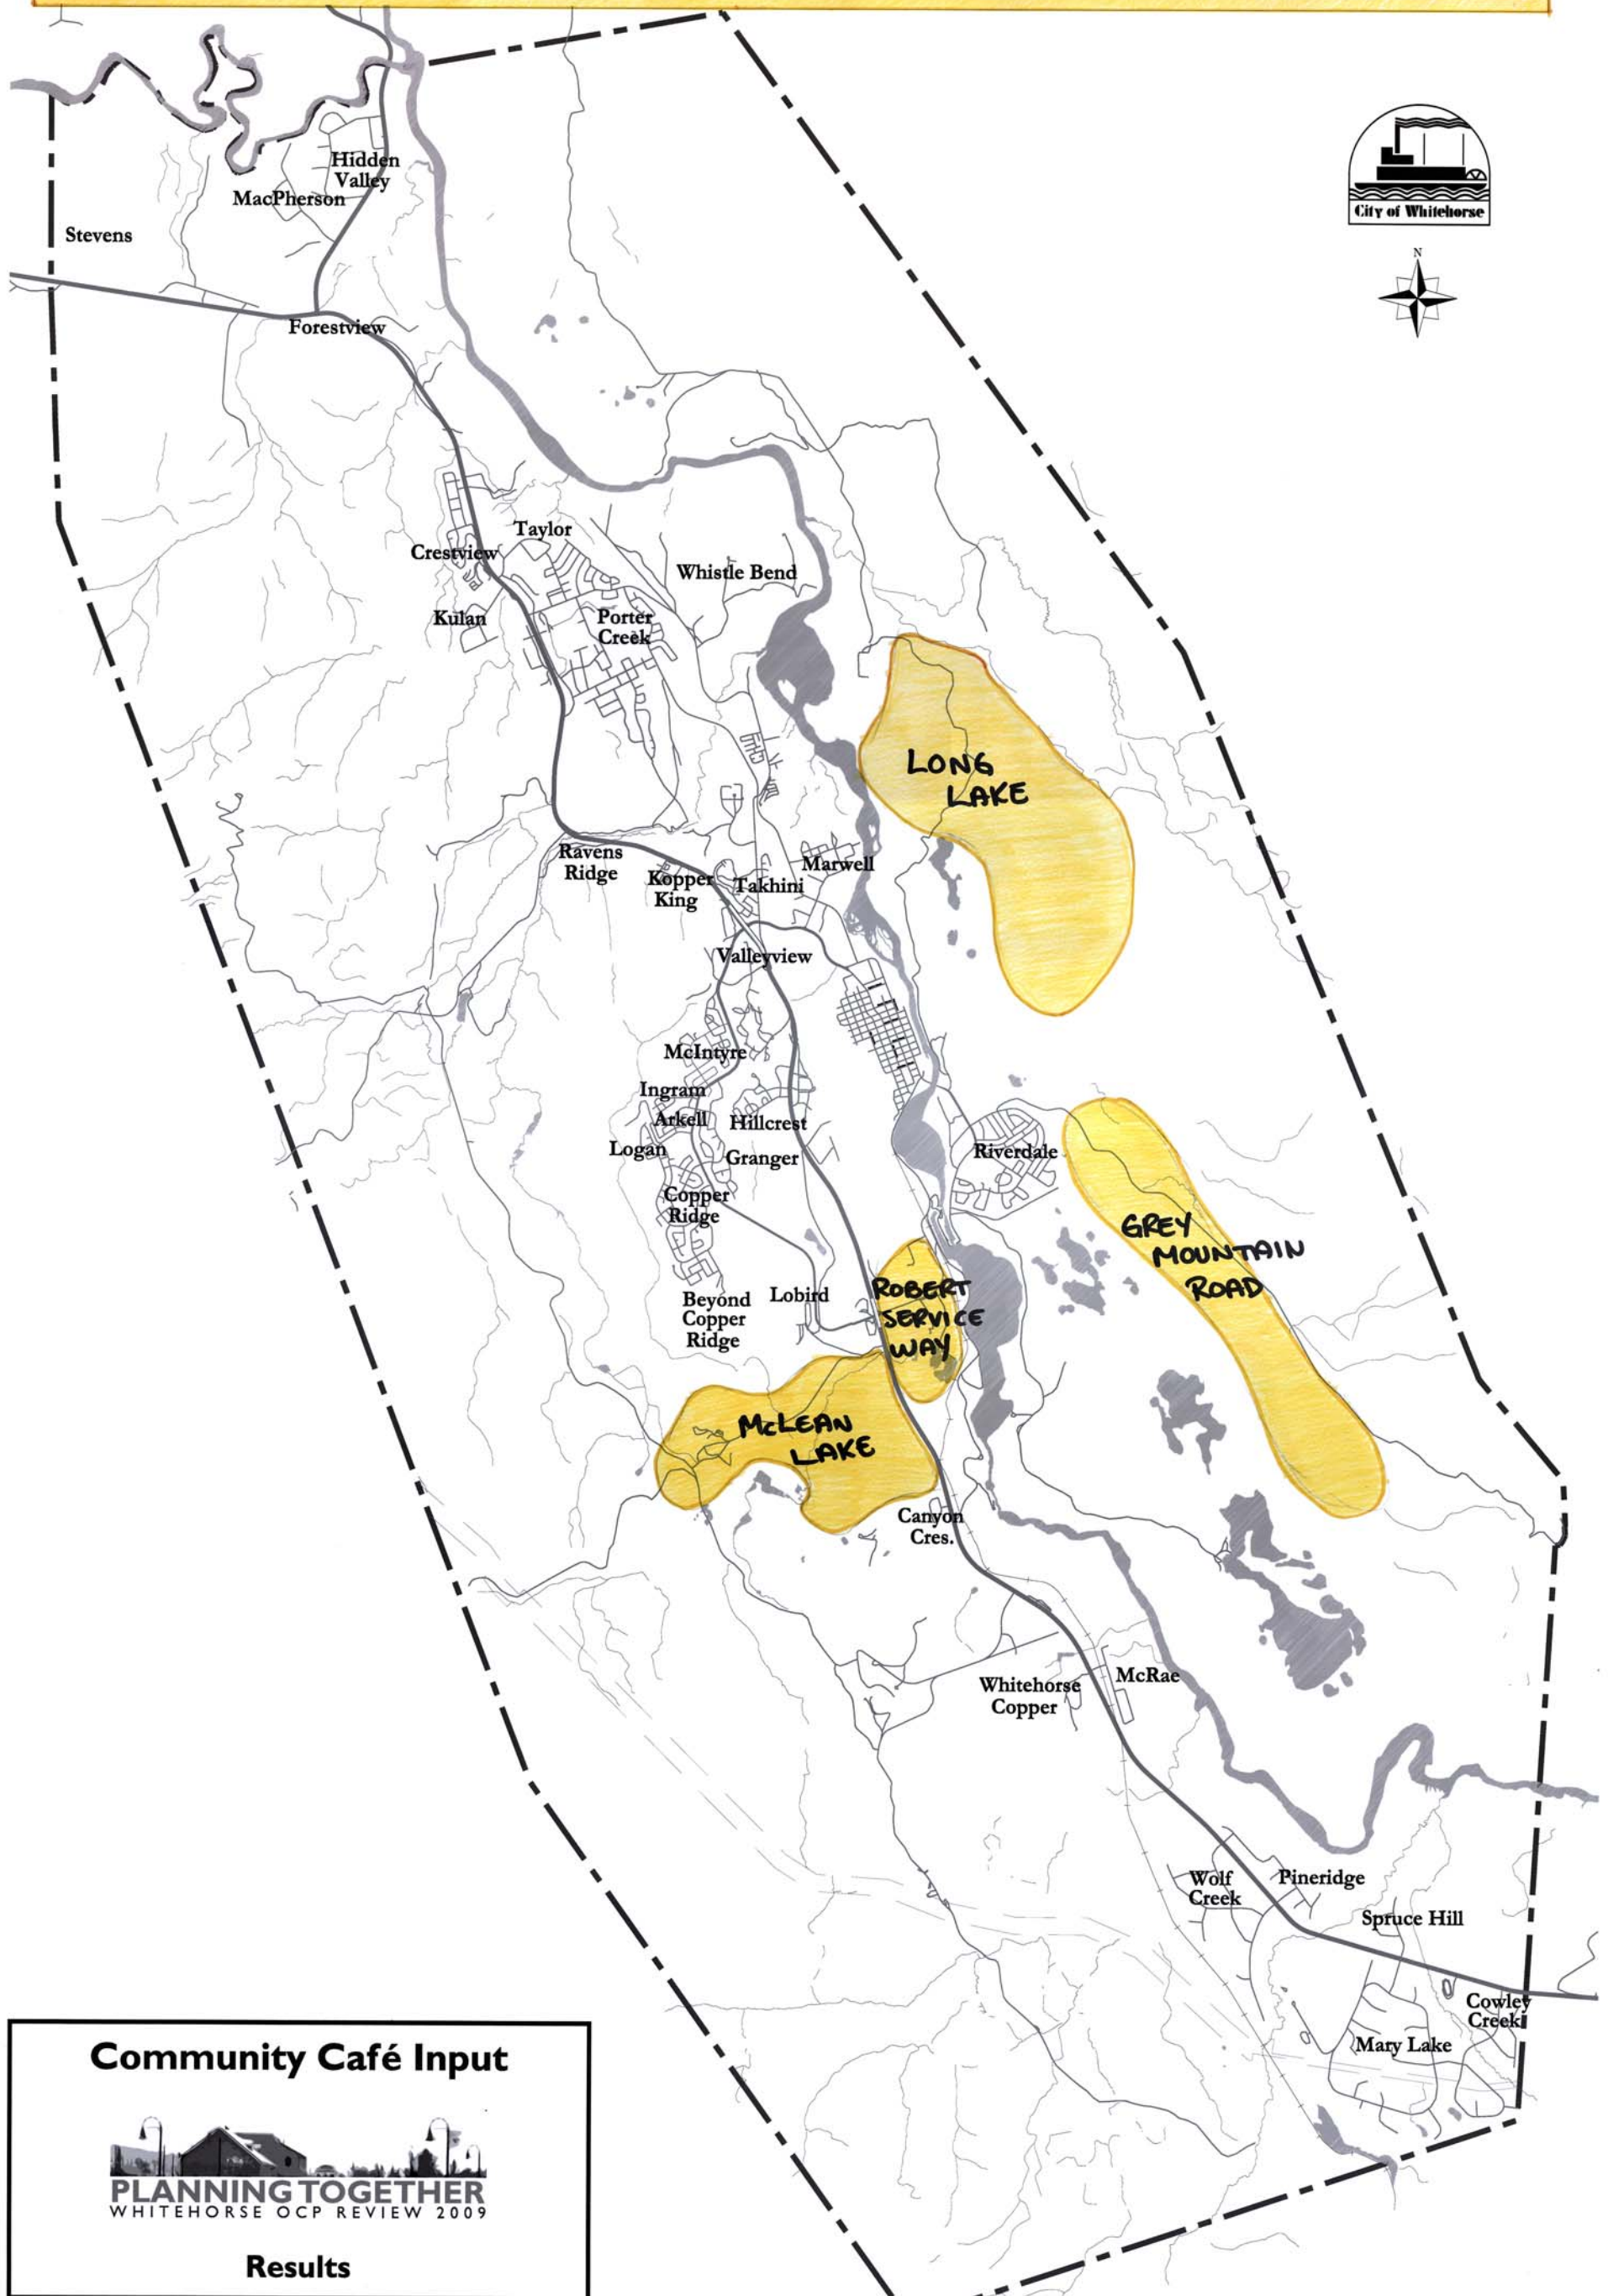 City of Whitehorse
N
Hidden
Valley
MacPherson
Stevens
Forestview
Taylor
Crestview
Whistle Bend
Kulan
Porter
Creek
LONG
LAKE
Ravens
Ridge
Kopper
King
Takhini
Marwell
Valleyview
McIntyre
Ingram
Arkell
Hillcrest
Logan
Granger
Riverdale
Copper
Ridge
GREY
MOUNTAIN
ROAD
Beyond
Copper
Ridge
Lobird
ROBERT
SERVICE
WAY
McLEAN
LAKE
Canyon
Cres.
Whitehorse
Copper
McRae
Wolf
Creek
Pineridge
Spruce Hill
Cowley
Creek
Mary Lake
Community Café Input
PLANNING TOGETHER
WHITEHORSE OCP REVIEW 2009
Results